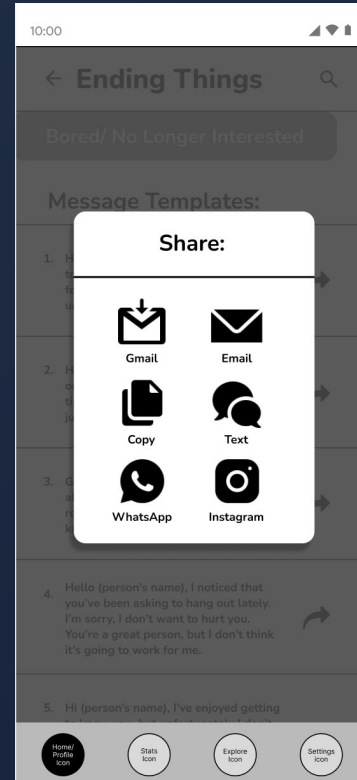 10:00
Ending Things
Bored/ No Longer Interested
Message Templates:
Share:
1. H
Gmail
Email
2. H
Copy
Text
3. G
WhatsApp
Instagram
4. Hello (person's name), I noticed that
you've been asking to hang out lately.
I'm sorry, I don't want to hurt you.
You're a great person, but I don't think
it's going to work for me.
5. Hi (person's name), I've enjoyed getting
Home/
Profile
Icon
Stats
Icon
Explore
Icon
Settings
icon